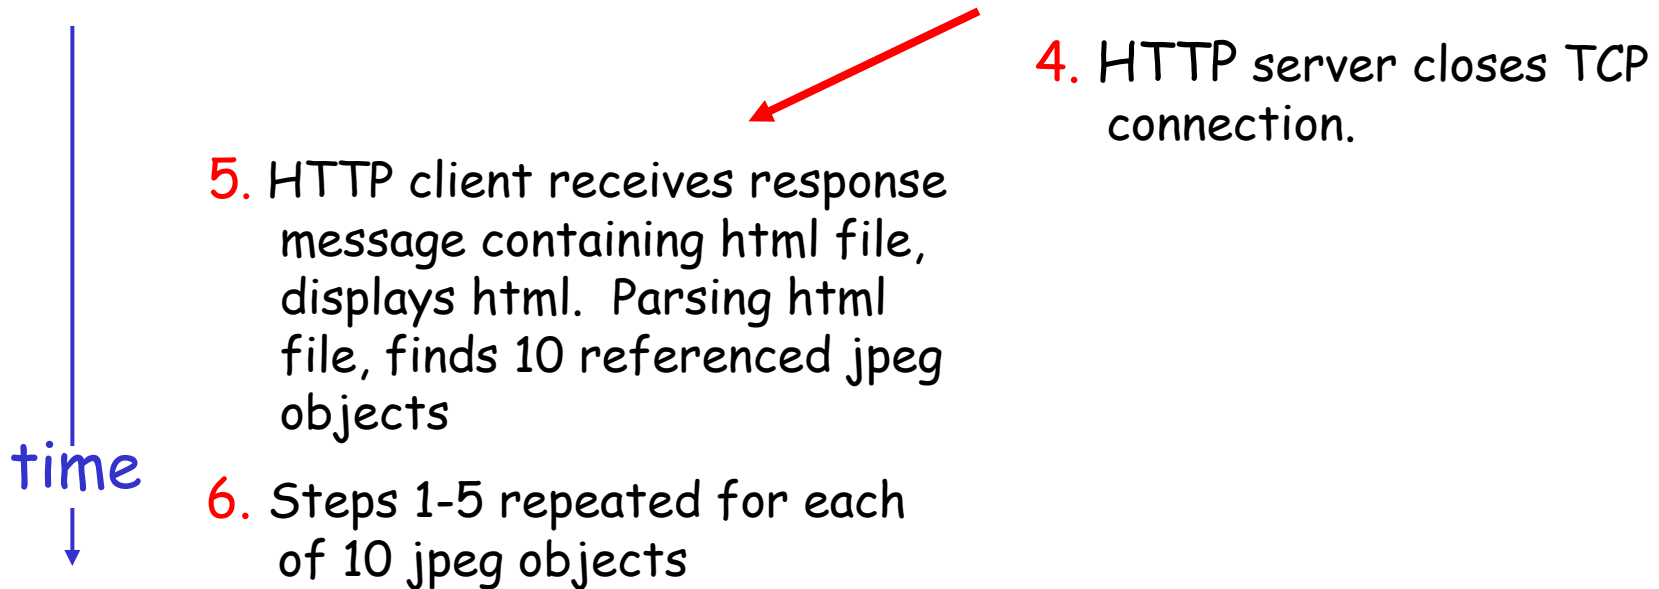 4. HTTP server closes TCP
connection.
5. HTTP client receives response
message containing html file,
displays html. Parsing html
file, finds 10 referenced jpeg
objects
time
6. Steps 1-5 repeated for each
of 10 jpeg objects